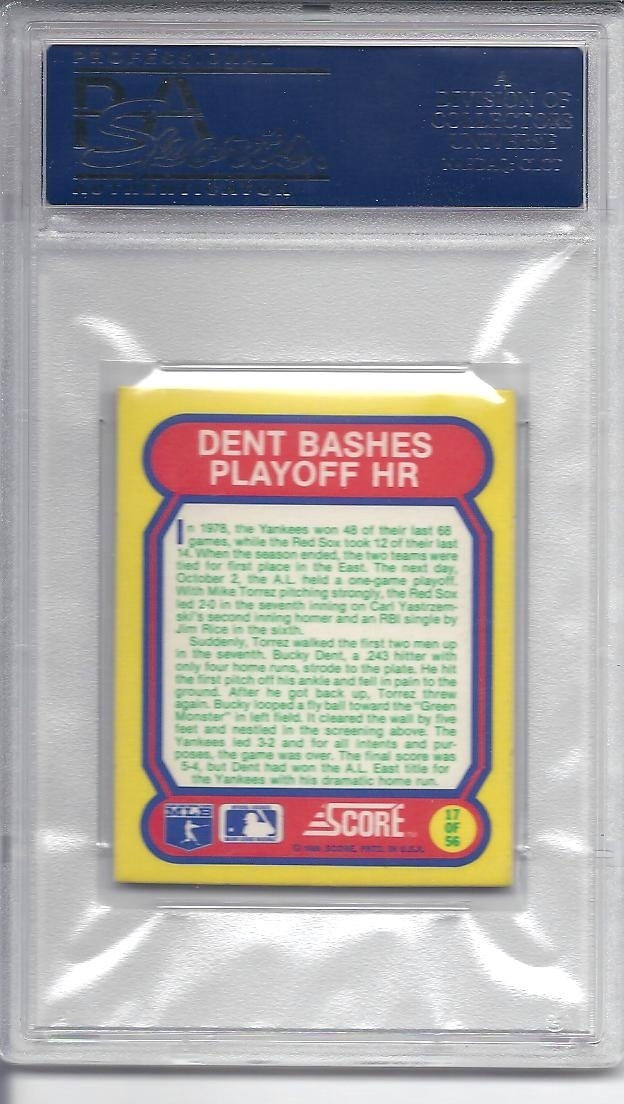 PROFESSIONAL
PSA
Sports
AUTHENTICATOR
A
DIVISION OF
COLLECTORS
UNIVERSE
NASDAQ: CLCT
DENT BASHES
PLAYOFF HR
In 1978, the Yankees won 48 of their last 68
games, while the Red Sox took 12 of their last
14. When the season ended, the two teams were
tied for first place in the East. The next day,
October 2, the A.L. held a one-game playoff.
With Mike Torrez pitching strongly, the Red Sox
led 2-0 in the seventh inning on Carl Yastrzem-
ski's second inning homer and an RBI single by
Jim Rice in the sixth.
Suddenly, Torrez walked the first two men up
in the seventh. Bucky Dent, a .243 hitter with
only four home runs, strode to the plate. He hit
the first pitch off his ankle and fell in pain to the
ground. After he got back up, Torrez threw
again. Bucky looped a fly ball toward the "Green
Monster" in left field. It cleared the wall by five
feet and nestled in the screening above. The
Yankees led 3-2 and for all intents and pur-
poses, the game was over. The final score was
5-4, but Dent had won the A.L. East title for
the Yankees with his dramatic home run.
MLB
SCORE
17
OF
56
SCORE, PRTD. IN U.S.A.